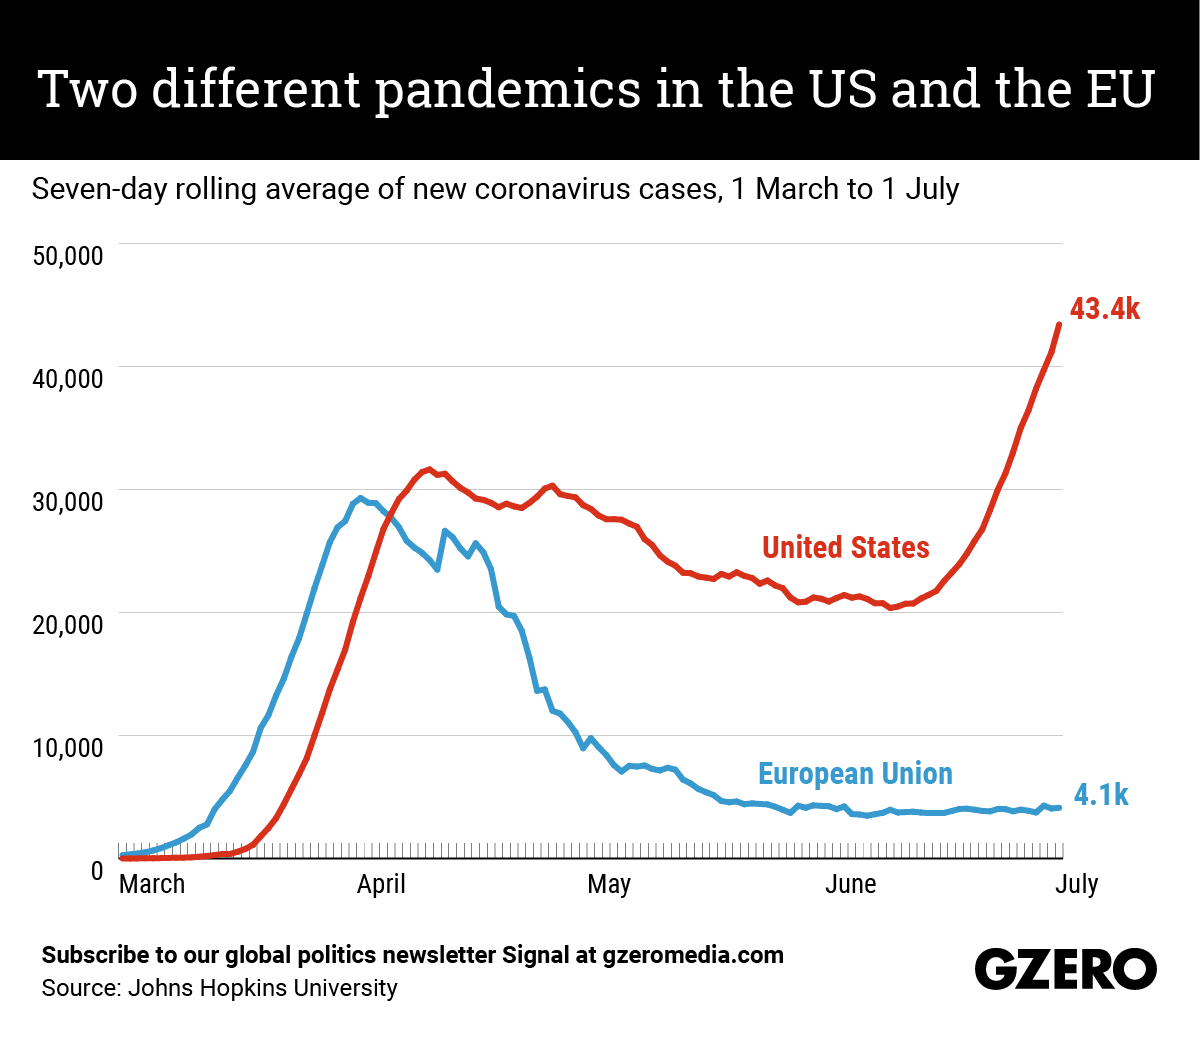 Two different pandemics in the US and the EU
Seven-day rolling average of new coronavirus cases, 1 March to 1 July
50,000
43.4k
40,000
30,000
United States
20,000
10,000
European Union
4.1k
0
March April May June July
Subscribe to our global politics newsletter Signal at gzeromedia.com
Source: Johns Hopkins University
GZERO